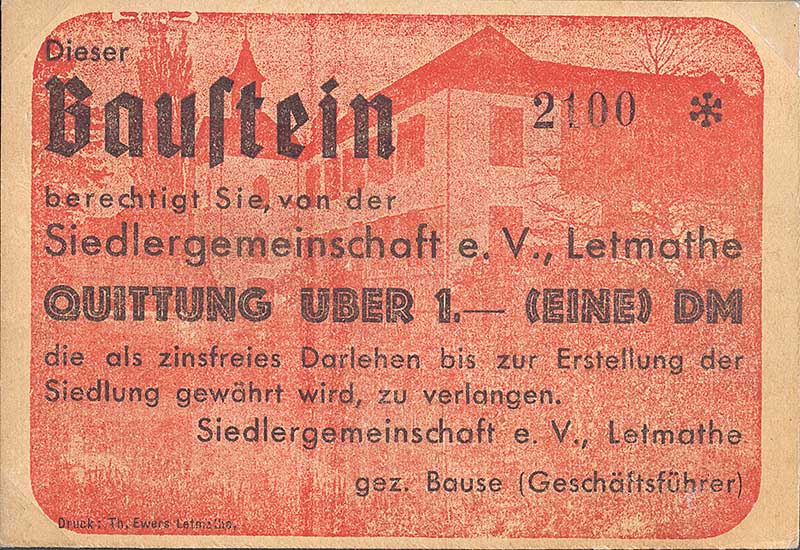 Dieser
Baustein 2100 *
berechtigt Sie, von der
Siedlergemeinschaft e. V., Letmathe
QUITTUNG UBER 1.— (EINE) DM
die als zinsfreies Darlehen bis zur Erstellung der
Siedlung gewährt wird, zu verlangen.
Siedlergemeinschaft e. V., Letmathe
gez. Bause (Geschäftsführer)
Druck: Th. Ewers Letmathe.